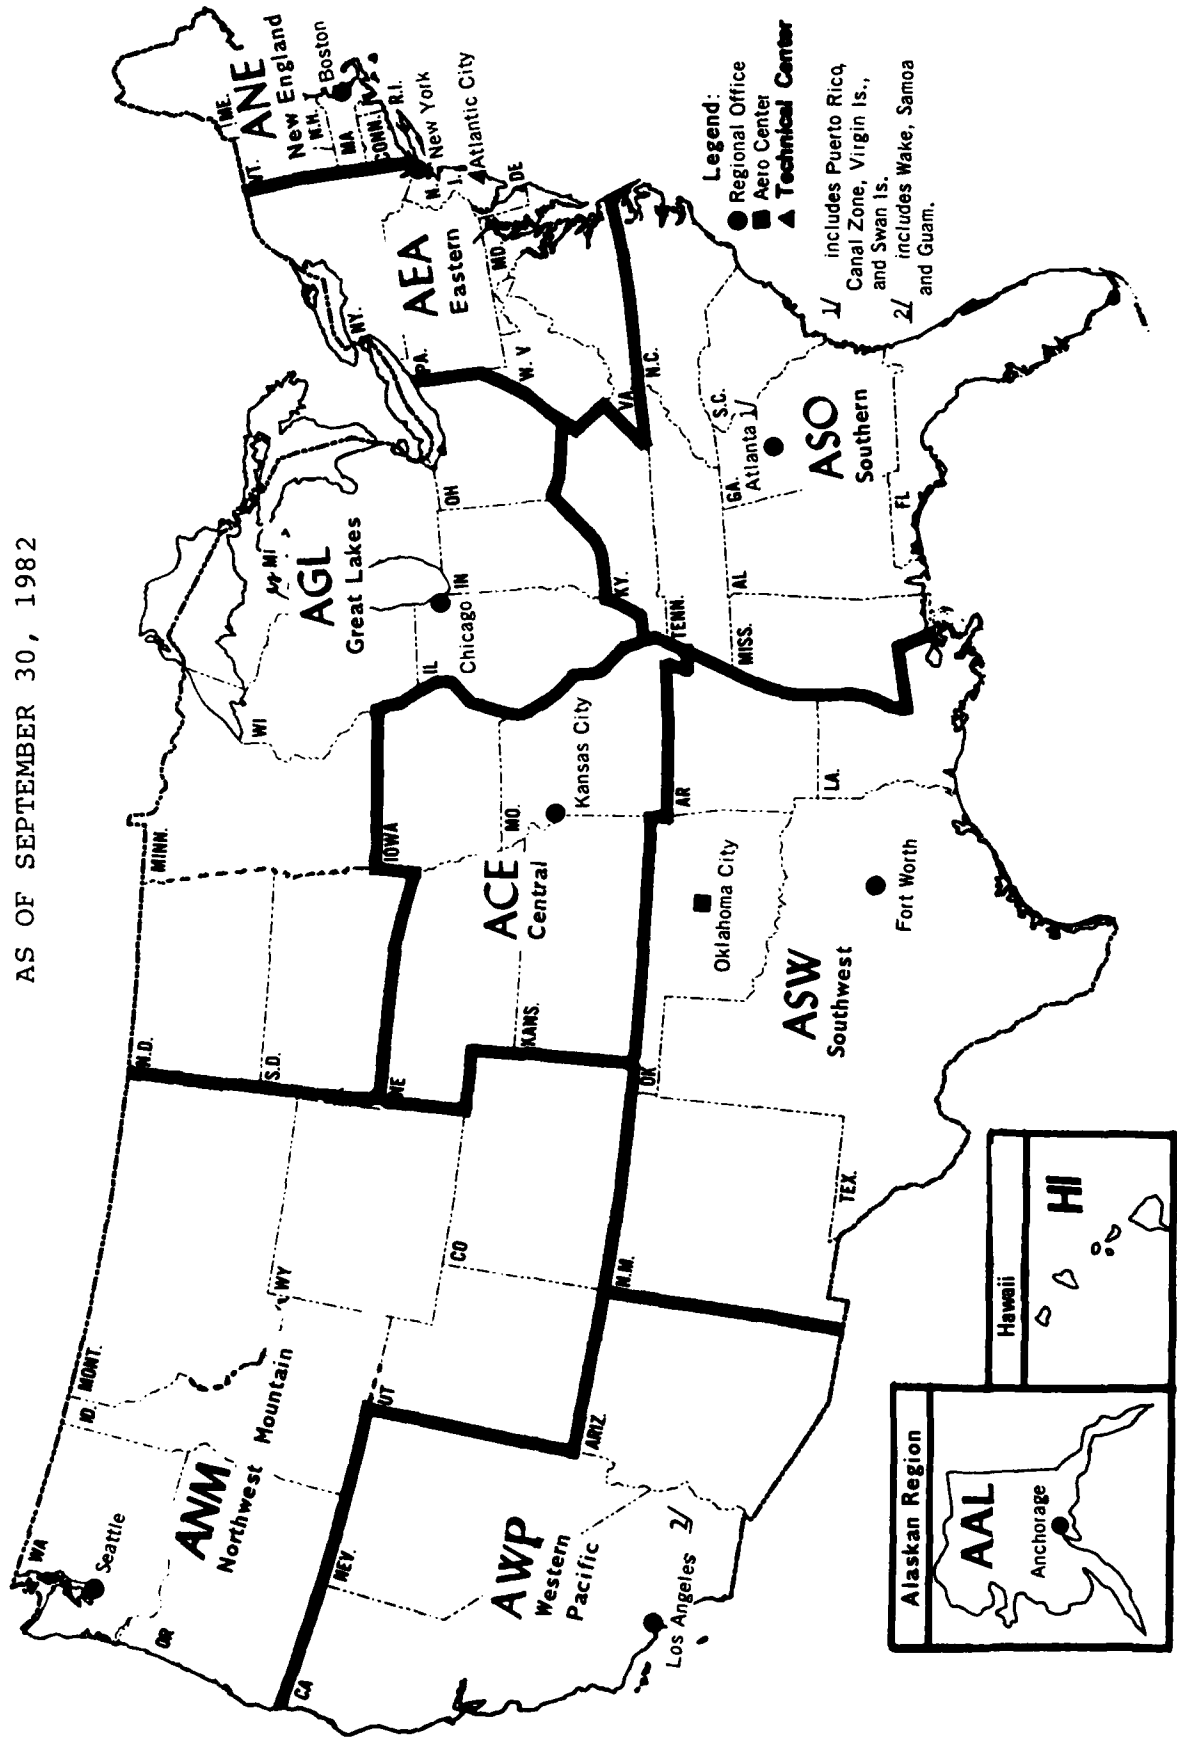 AS OF SEPTEMBER 30, 1982
WA
Seattle
OR
ID.
MONT.
ANM
Northwest Mountain
WY
CA
NEV.
UT
CO
AWP
Western
Pacific
Los Angeles 2/
ARIZ.
N.M.
N.D.
S.D.
NE
MINN.
IOWA
WI
MI
AGL
Great Lakes
IL
Chicago
IN
OH
ACE
Central
MO.
Kansas City
KANS.
OK
AR
Oklahoma City
ASW
Southwest
Fort Worth
TEX.
LA.
KY.
TENN.
MISS.
AL
GA.
Atlanta 1/
S.C.
N.C.
VA.
W. V
ASO
Southern
FL
PA.
NY.
AEA
Eastern
MD.
DE
N.
J.
New York
Atlantic City
VT.
ME.
ANE
New England
N.H.
MA
CONN.
R.I.
Boston
Legend:
Regional Office
Aero Center
Technical Center
1/ includes Puerto Rico,
Canal Zone, Virgin Is.,
and Swan Is.
2/ includes Wake, Samoa
and Guam.
Alaskan Region
AAL
Anchorage
Hawaii
HI